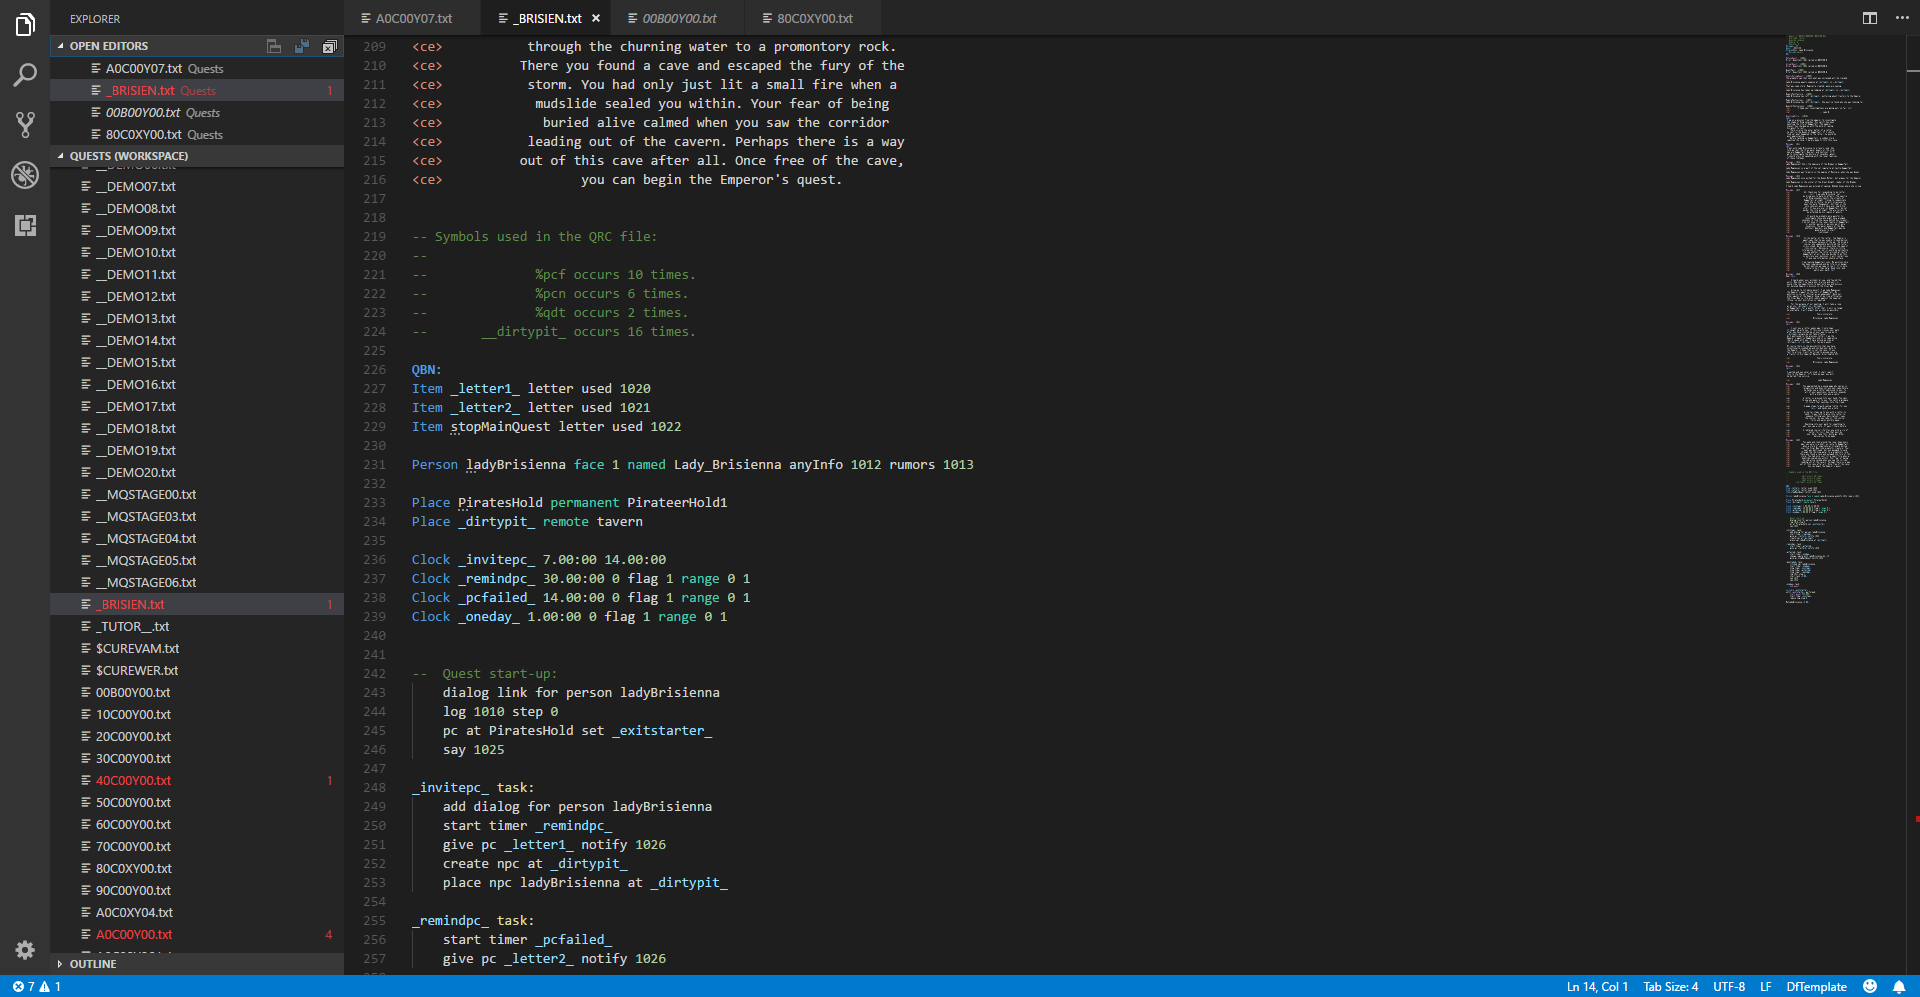 EXPLORER
OPEN EDITORS
A0C00Y07.txt Quests
_BRISIEN.txt Quests 1
00B00Y00.txt Quests
80C0XY00.txt Quests
QUESTS (WORKSPACE)
__DEMO07.txt
__DEMO08.txt
__DEMO09.txt
__DEMO10.txt
__DEMO11.txt
__DEMO12.txt
__DEMO13.txt
__DEMO14.txt
__DEMO15.txt
__DEMO16.txt
__DEMO17.txt
__DEMO18.txt
__DEMO19.txt
__DEMO20.txt
__MQSTAGE00.txt
__MQSTAGE03.txt
__MQSTAGE04.txt
__MQSTAGE05.txt
__MQSTAGE06.txt
_BRISIEN.txt 1
_TUTOR__.txt
$CUREVAM.txt
$CUREWER.txt
00B00Y00.txt
10C00Y00.txt
20C00Y00.txt
30C00Y00.txt
40C00Y00.txt 1
50C00Y00.txt
60C00Y00.txt
70C00Y00.txt
80C0XY00.txt
90C00Y00.txt
A0C0XY04.txt
A0C00Y00.txt 4
OUTLINE
A0C00Y07.txt _BRISIEN.txt × 00B00Y00.txt 80C0XY00.txt
209 <ce> through the churning water to a promontory rock.
210 <ce> There you found a cave and escaped the fury of the
211 <ce> storm. You had only just lit a small fire when a
212 <ce> mudslide sealed you within. Your fear of being
213 <ce> buried alive calmed when you saw the corridor
214 <ce> leading out of the cavern. Perhaps there is a way
215 <ce> out of this cave after all. Once free of the cave,
216 <ce> you can begin the Emperor's quest.
217
218
219 -- Symbols used in the QRC file:
220 --
221 -- %pcf occurs 10 times.
222 -- %pcn occurs 6 times.
223 -- %qdt occurs 2 times.
224 -- __dirtypit_ occurs 16 times.
225
226 QBN:
227 Item _letter1_ letter used 1020
228 Item _letter2_ letter used 1021
229 Item stopMainQuest letter used 1022
230
231 Person ladyBrisienna face 1 named Lady_Brisienna anyInfo 1012 rumors 1013
232
233 Place PiratesHold permanent PirateerHold1
234 Place _dirtypit_ remote tavern
235
236 Clock _invitepc_ 7.00:00 14.00:00
237 Clock _remindpc_ 30.00:00 0 flag 1 range 0 1
238 Clock _pcfailed_ 14.00:00 0 flag 1 range 0 1
239 Clock _oneday_ 1.00:00 0 flag 1 range 0 1
240
241
242 -- Quest start-up:
243 dialog link for person ladyBrisienna
244 log 1010 step 0
245 pc at PiratesHold set _exitstarter_
246 say 1025
247
248 _invitepc_ task:
249 add dialog for person ladyBrisienna
250 start timer _remindpc_
251 give pc _letter1_ notify 1026
252 create npc at _dirtypit_
253 place npc ladyBrisienna at _dirtypit_
254
255 _remindpc_ task:
256 start timer _pcfailed_
257 give pc _letter2_ notify 1026
7 1 Ln 14, Col 1 Tab Size: 4 UTF-8 LF DfTemplate